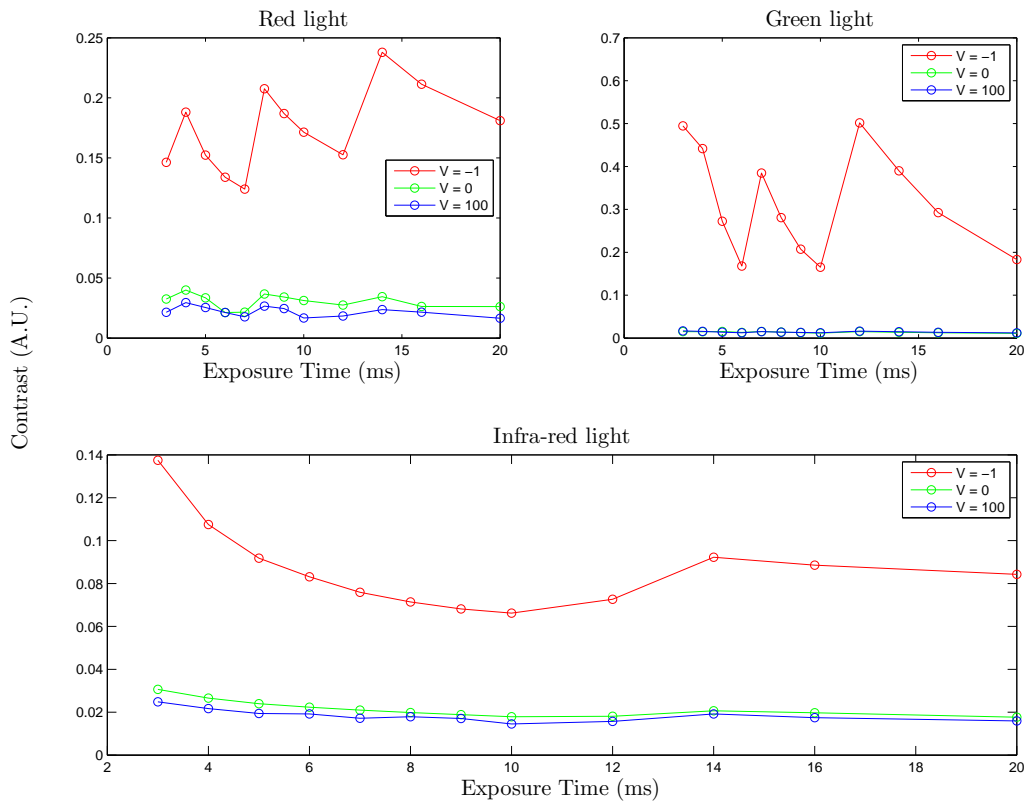 Red light
0.25
0.2
0.15
0.1
0.05
0
0
5
10
15
20
V = −1
V = 0
V = 100
Exposure Time (ms)
Green light
0.7
0.6
0.5
0.4
0.3
0.2
0.1
0
0
5
10
15
20
V = −1
V = 0
V = 100
Exposure Time (ms)
Contrast (A.U.)
Infra-red light
0.14
0.12
0.1
0.08
0.06
0.04
0.02
0
2
4
6
8
10
12
14
16
18
20
V = −1
V = 0
V = 100
Exposure Time (ms)